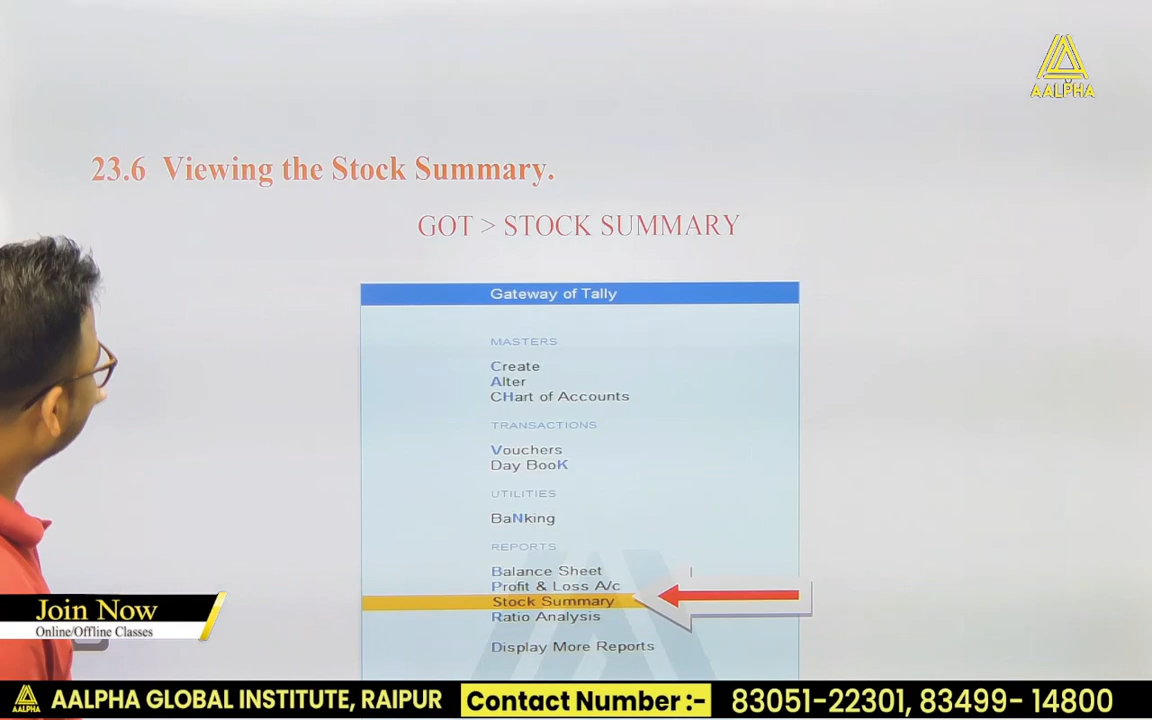 AALPHA
23.6 Viewing the Stock Summary.
GOT > STOCK SUMMARY
Gateway of Tally
MASTERS
Create
Alter
CHart of Accounts
TRANSACTIONS
Vouchers
Day BooK
UTILITIES
BaNking
REPORTS
Balance Sheet
Profit & Loss A/c
Stock Summary
Ratio Analysis
Display More Reports
Join Now
Online/Offline Classes
AALPHA
AALPHA GLOBAL INSTITUTE, RAIPUR
Contact Number :-
83051-22301, 83499- 14800